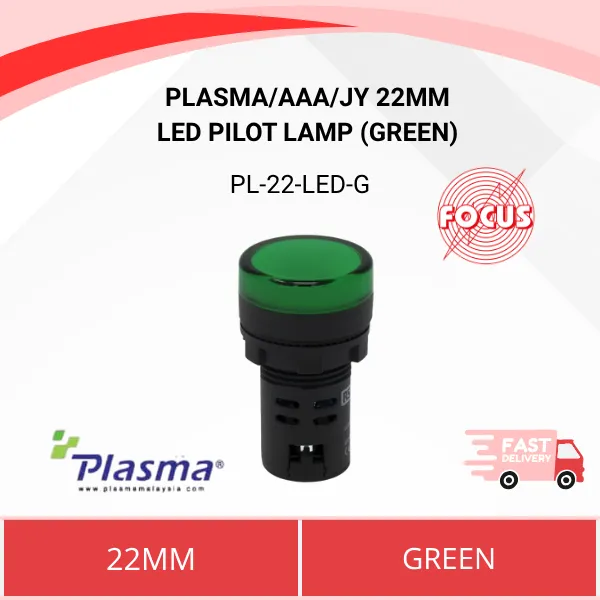 PLASMA/AAA/JY 22MM
LED PILOT LAMP (GREEN)
PL-22-LED-G
FOCUS
Plasma®
www.plasmamalaysia.com
FAST
DELIVERY
22MM
GREEN